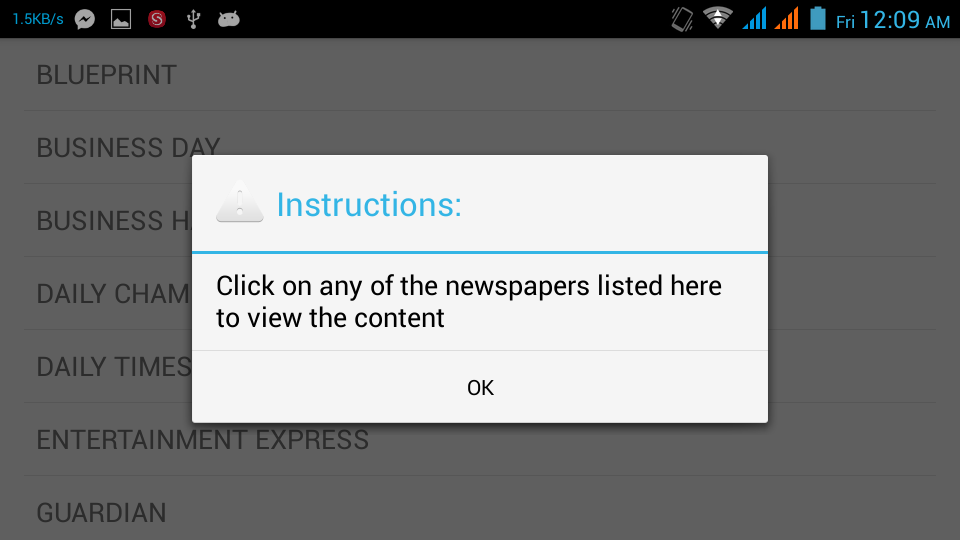 1.5KB/s
Fri 12:09 AM
BLUEPRINT
BUSINESS DAY
BUSINESS
DAILY
DAILY TIMES
ENTERTAINMENT EXPRESS
GUARDIAN
Instructions:
Click on any of the newspapers listed here
to view the content
OK